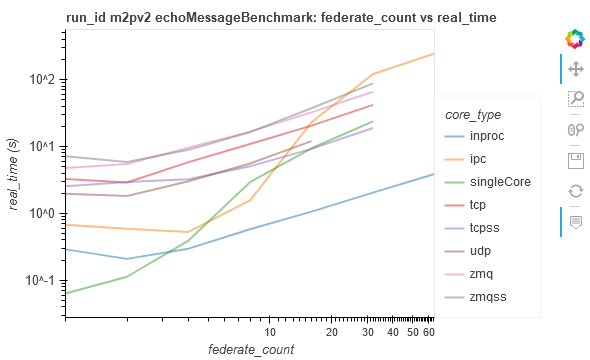 run_id m2pv2 echoMessageBenchmark: federate_count vs real_time
real_time (s)
10^2
10^1
10^0
10^-1
10
20
30
40
50
60
federate_count
core_type
inproc
ipc
singleCore
tcp
tcpss
udp
zmq
zmqss